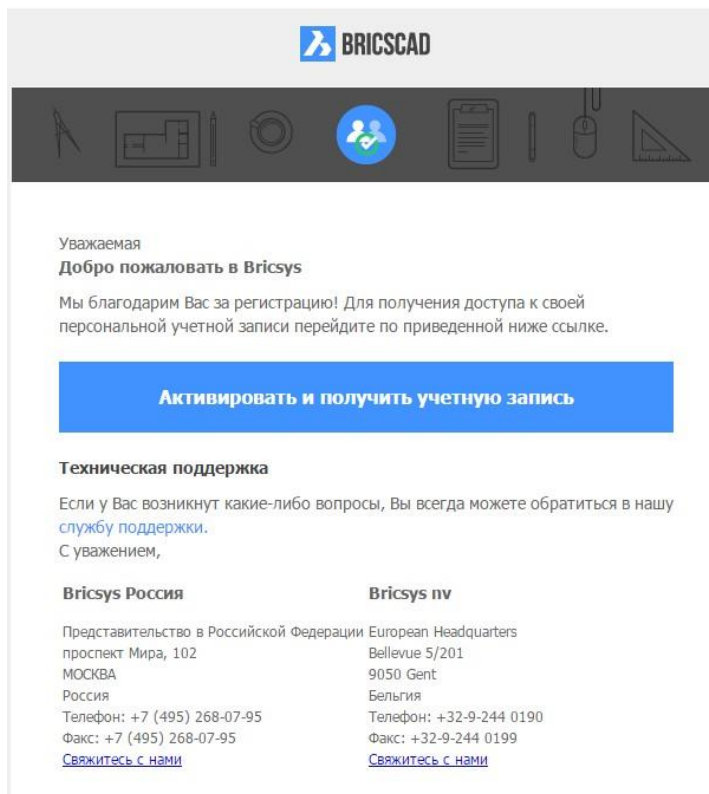 BRICSCAD
Уважаемая
Добро пожаловать в Bricsys
Мы благодарим Вас за регистрацию! Для получения доступа к своей
персональной учетной записи перейдите по приведенной ниже ссылке.
Активировать и получить учетную запись
Техническая поддержка
Если у Вас возникнут какие-либо вопросы, Вы всегда можете обратиться в нашу
службу поддержки.
С уважением,
Bricsys Россия
Представительство в Российской Федерации
проспект Мира, 102
МОСКВА
Россия
Телефон: +7 (495) 268-07-95
Факс: +7 (495) 268-07-95
Свяжитесь с нами
Bricsys nv
European Headquarters
Bellevue 5/201
9050 Gent
Бельгия
Телефон: +32-9-244 0190
Факс: +32-9-244 0199
Свяжитесь с нами